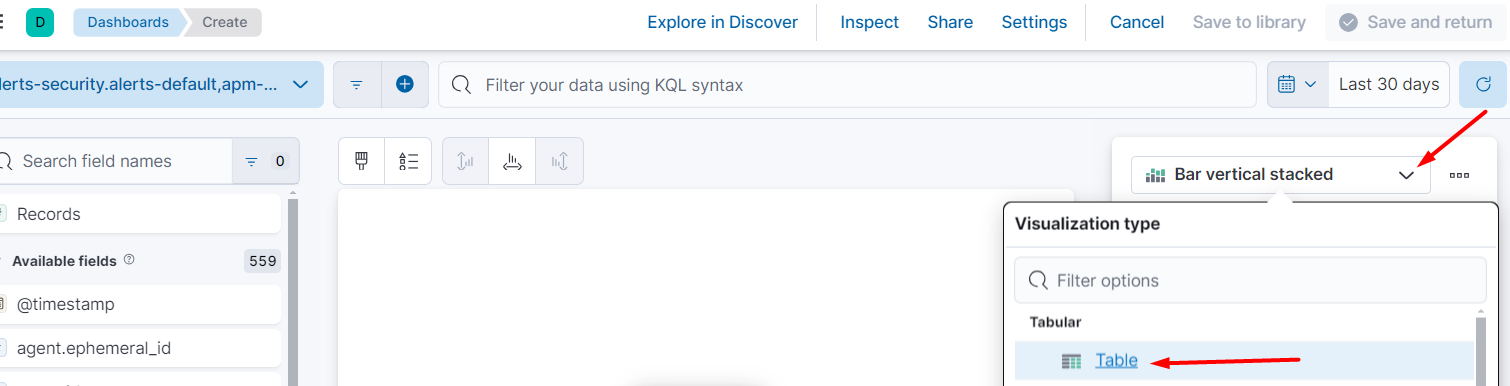 D Dashboards Create Explore in Discover Inspect Share Settings Cancel Save to library Save and return
lerts-security.alerts-default,apm-... Filter your data using KQL syntax Last 30 days
Search field names 0
Bar vertical stacked
Records
Visualization type
Available fields 559
Filter options
@timestamp
Tabular
agent.ephemeral_id
Table